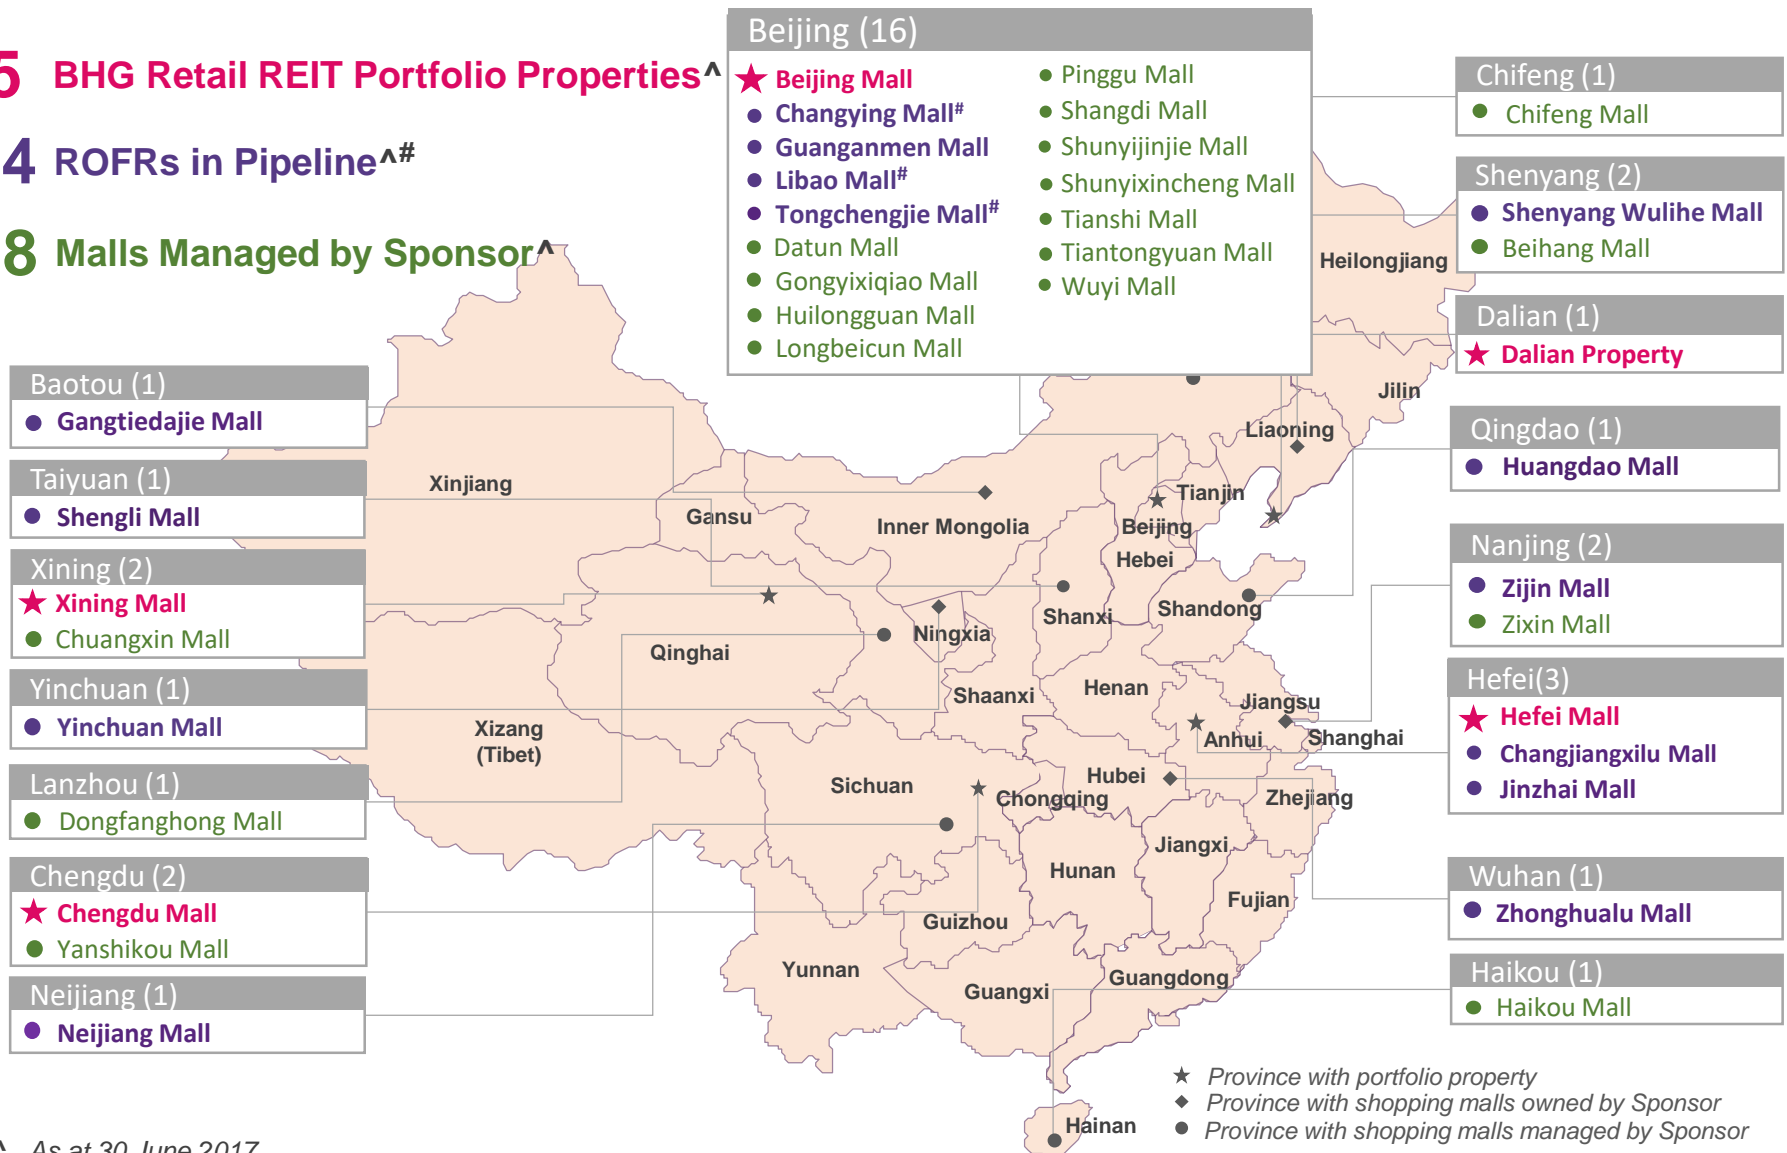 5 BHG Retail REIT Portfolio Properties^
4 ROFRs in Pipeline^#
8 Malls Managed by Sponsor^
Beijing (16)
Beijing Mall
Changying Mall#
Guanganmen Mall
Libao Mall#
Tongchengjie Mall#
Datun Mall
Gongyixiqiao Mall
Huilongguan Mall
Longbeicun Mall
Pinggu Mall
Shangdi Mall
Shunyijinjie Mall
Shunyixincheng Mall
Tianshi Mall
Tiantongyuan Mall
Wuyi Mall
Chifeng (1)
Chifeng Mall
Shenyang (2)
Shenyang Wulihe Mall
Beihang Mall
Dalian (1)
Dalian Property
Qingdao (1)
Huangdao Mall
Nanjing (2)
Zijin Mall
Zixin Mall
Hefei(3)
Hefei Mall
Changjiangxilu Mall
Jinzhai Mall
Wuhan (1)
Zhonghualu Mall
Haikou (1)
Haikou Mall
Baotou (1)
Gangtiedajie Mall
Taiyuan (1)
Shengli Mall
Xining (2)
Xining Mall
Chuangxin Mall
Yinchuan (1)
Yinchuan Mall
Lanzhou (1)
Dongfanghong Mall
Chengdu (2)
Chengdu Mall
Yanshikou Mall
Neijiang (1)
Neijiang Mall
Heilongjiang
Jilin
Liaoning
Xinjiang
Gansu
Inner Mongolia
Tianjin
Beijing
Hebei
Shanxi
Shandong
Ningxia
Qinghai
Shaanxi
Henan
Jiangsu
Xizang
(Tibet)
Anhui
Shanghai
Sichuan
Hubei
Chongqing
Zhejiang
Jiangxi
Hunan
Fujian
Guizhou
Yunnan
Guangxi
Guangdong
Hainan
Province with portfolio property
Province with shopping malls owned by Sponsor
Province with shopping malls managed by Sponsor
^ As at 30 June 2017